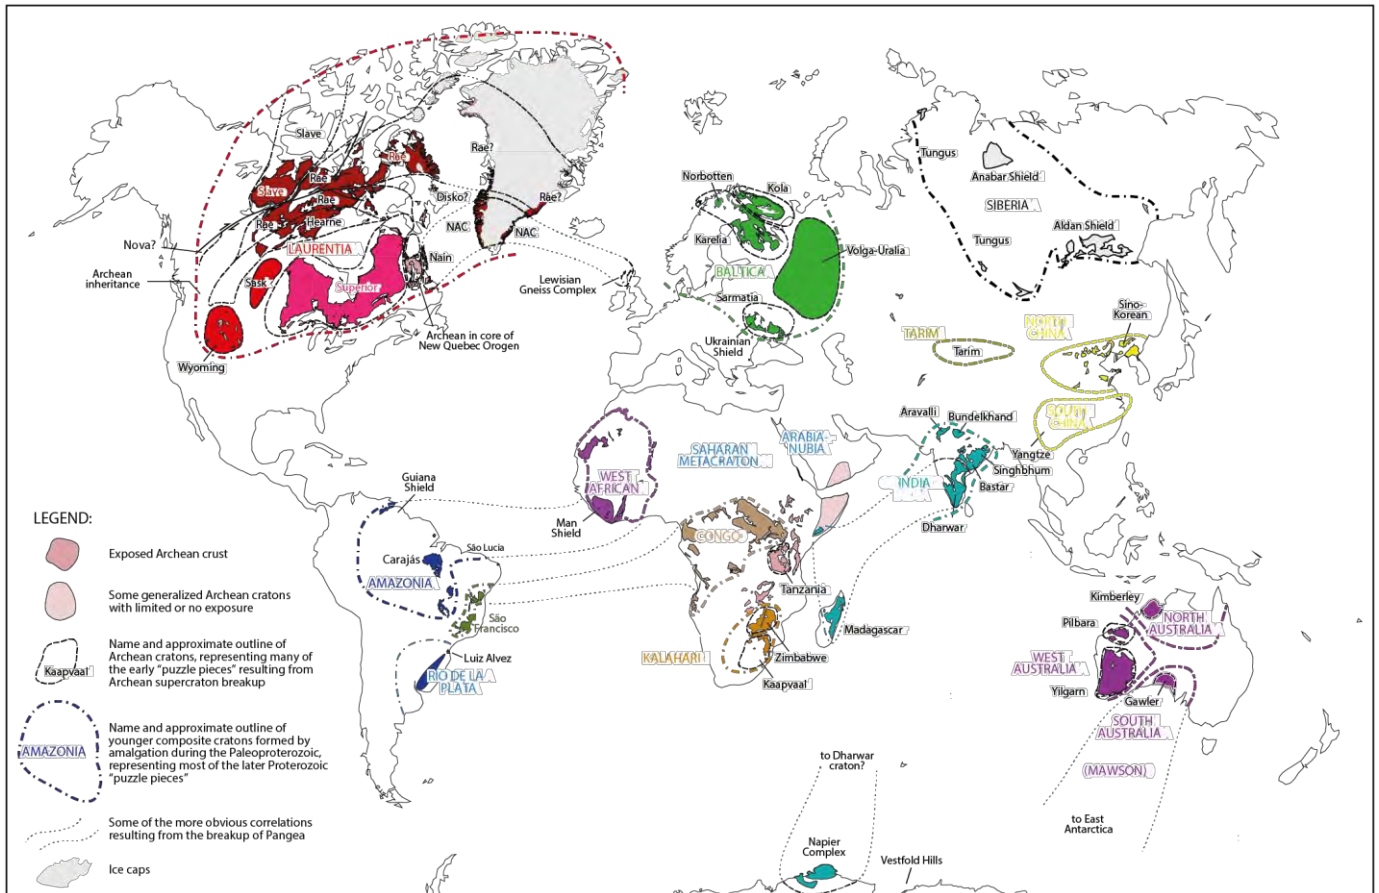 Slave
Rae
Rae?
Slave
Rae
Rae
Disko?
Rae?
Rae
Hearne
NAC
NAC
Nova?
LAURENTIA
Nain
Archean
inheritance
Sask
Superior
Lewisian
Gneiss Complex
Archean in core of
New Quebec Orogen
Wyoming
Norbotten
Kola
Karelia
Volga-Uralia
BALTICA
Sarmatia
Ukrainian
Shield
Tungus
Anabar Shield
SIBERIA
Tungus
Aldan Shield
Sino-
Korean
TARIM
NORTH
CHINA
Tarim
SOUTH
CHINA
Yangtze
Aravalli
Bundelkhand
Singhbhum
INDIA
Bastar
Dharwar
SAHARAN
METACRATON
ARABIA-
NUBIA
WEST
AFRICAN
Man
Shield
CONGO
Tanzania
Madagascar
KALAHARI
Zimbabwe
Kaapvaal
Guiana
Shield
Carajás
São Lucia
AMAZONIA
São
Francisco
Luiz Alvez
RIO DE LA
PLATA
Kimberley
Pilbara
NORTH
AUSTRALIA
WEST
AUSTRALIA
Yilgarn
Gawler
SOUTH
AUSTRALIA
(MAWSON)
to East
Antarctica
to Dharwar
craton?
Napier
Complex
Vestfold Hills
LEGEND:
Exposed Archean crust
Some generalized Archean cratons
with limited or no exposure
Kaapvaal
Name and approximate outline of
Archean cratons, representing many of
the early "puzzle pieces" resulting from
Archean supercraton breakup
AMAZONIA
Name and approximate outline of
younger composite cratons formed by
amalgation during the Paleoproterozoic,
representing most of the later Proterozoic
"puzzle pieces"
Some of the more obvious correlations
resulting from the breakup of Pangea
Ice caps